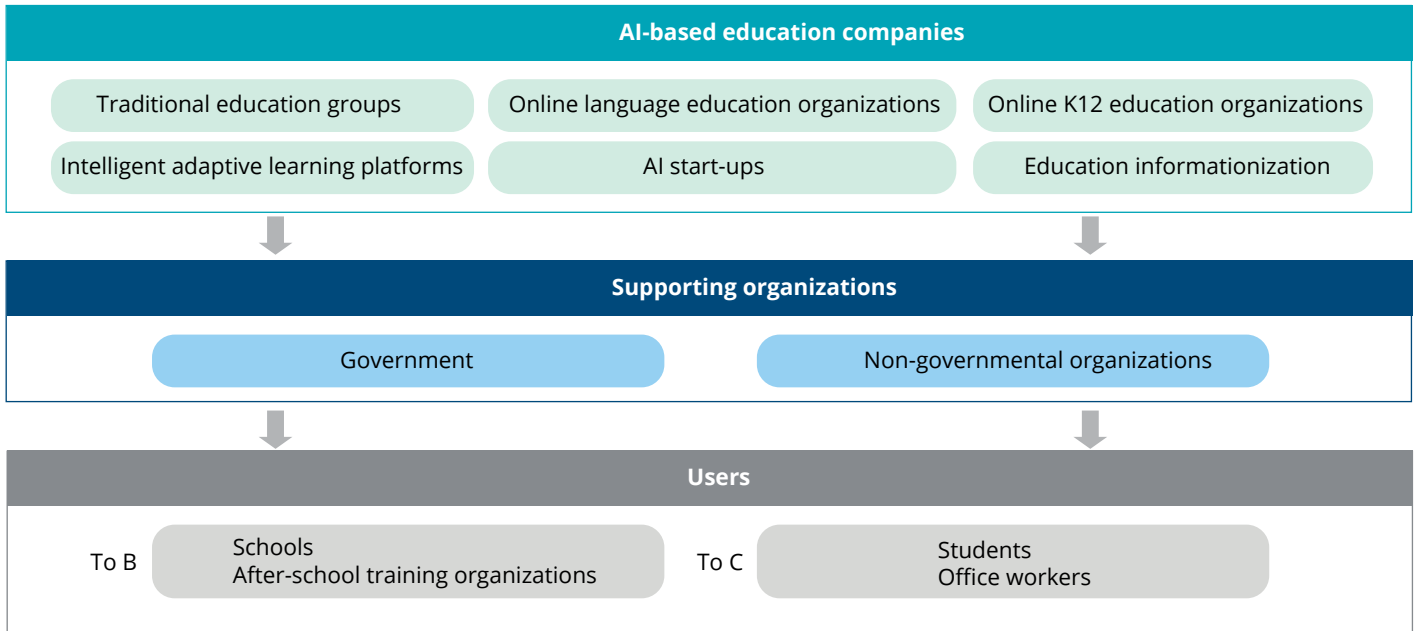 AI-based education companies
Traditional education groups
Online language education organizations
Online K12 education organizations
Intelligent adaptive learning platforms
AI start-ups
Education informationization
Supporting organizations
Government
Non-governmental organizations
Users
To B
Schools
After-school training organizations
To C
Students
Office workers